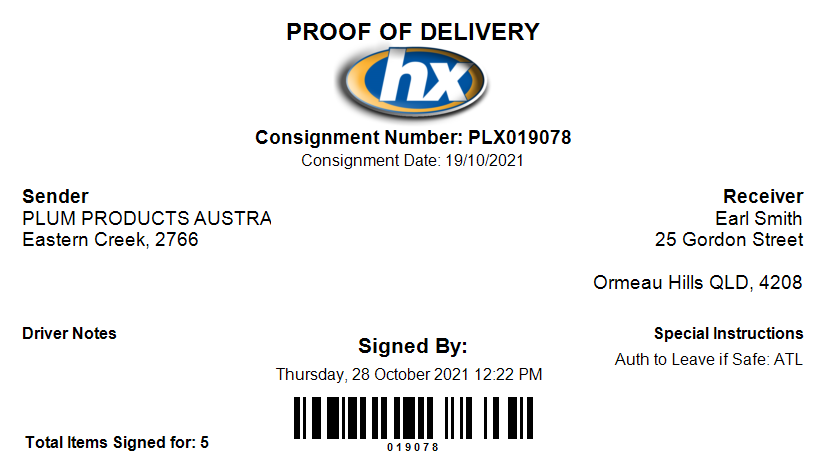 PROOF OF DELIVERY
hx
Consignment Number: PLX019078
Consignment Date: 19/10/2021
Sender
PLUM PRODUCTS AUSTRA
Eastern Creek, 2766
Receiver
Earl Smith
25 Gordon Street
Ormeau Hills QLD, 4208
Driver Notes
Signed By:
Thursday, 28 October 2021 12:22 PM
Special Instructions
Auth to Leave if Safe: ATL
019078
Total Items Signed for: 5